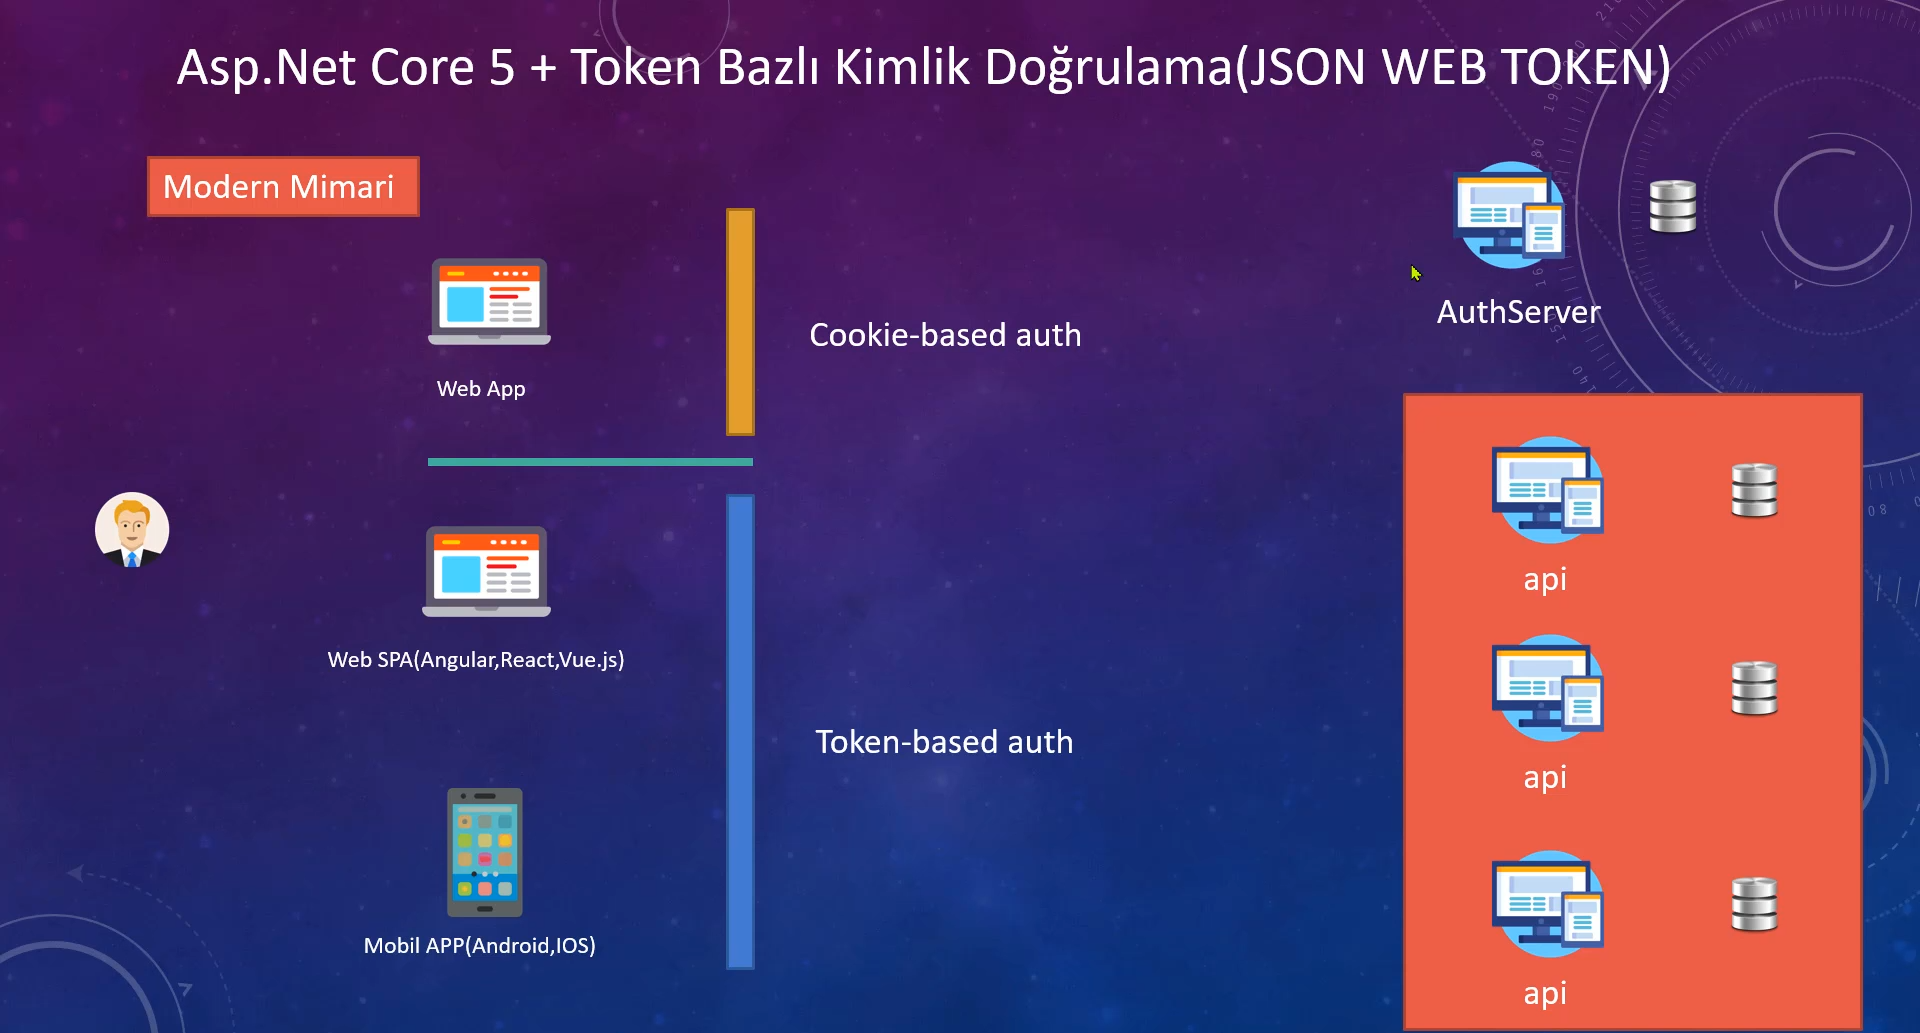 Asp.Net Core 5 + Token Bazlı Kimlik Doğrulama(JSON WEB TOKEN)
Modern Mimari
Web App
Cookie-based auth
AuthServer
Web SPA(Angular,React,Vue.js)
Token-based auth
Mobil APP(Android,IOS)
api
api
api